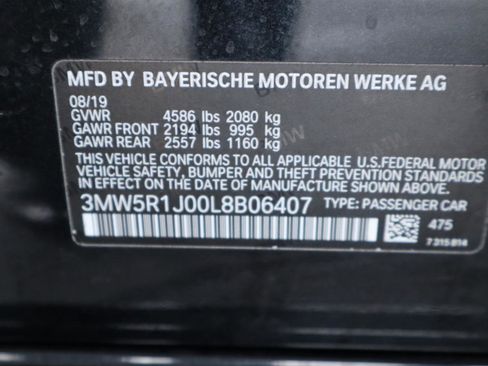 MFD BY BAYERISCHE MOTOREN WERKE AG
08/19
GVWR 4586 lbs 2080 kg
GAWR FRONT 2194 lbs 995 kg
GAWR REAR 2557 lbs 1160 kg
THIS VEHICLE CONFORMS TO ALL APPLICABLE U.S.FEDERAL MOTOR
VEHICLE SAFETY, BUMPER AND THEFT PREVENTION STANDARDS
IN EFFECT ON THE DATE OF MANUFACTURE SHOWN ABOVE.
3MW5R1J00L8B06407 TYPE: PASSENGER CAR
475
7 315 814